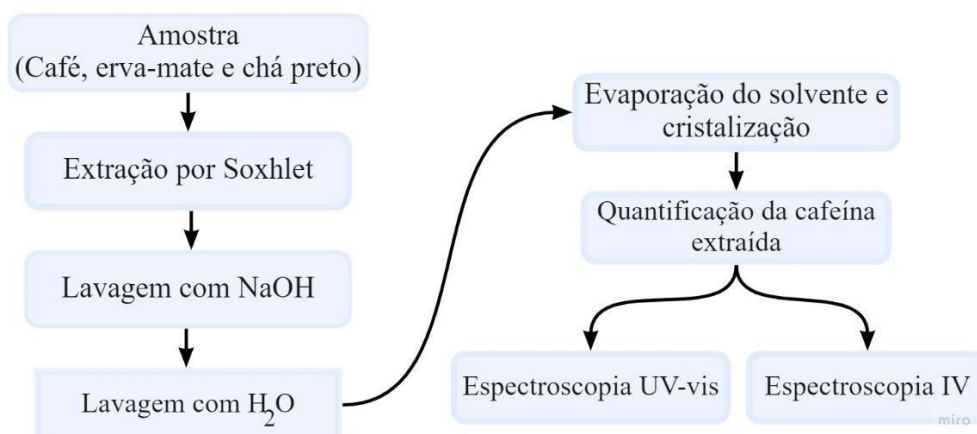 Amostra
(Café, erva-mate e chá preto)
Extração por Soxhlet
Lavagem com NaOH
Lavagem com H₂O
Evaporação do solvente e
cristalização
Quantificação da cafeína
extraída
Espectroscopia UV-vis
Espectroscopia IV
miro